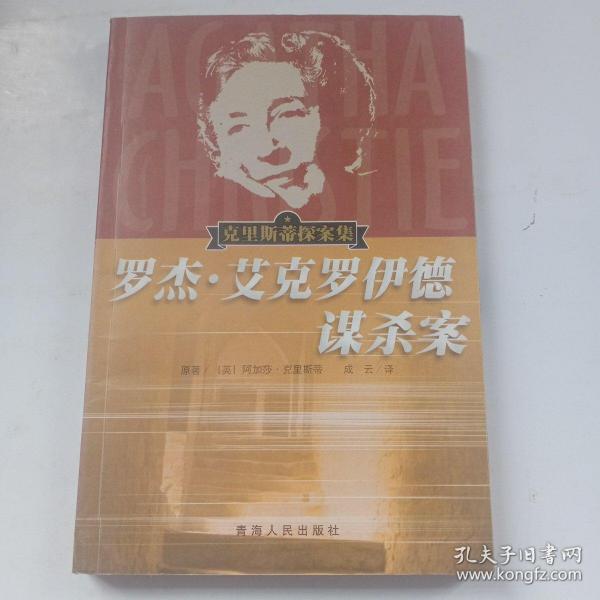 AGATHA
CHRISTIE
克里斯蒂探案集
罗杰·艾克罗伊德
谋杀案
原著/［英］阿加莎·克里斯蒂 成云/译
青海人民出版社
孔夫子旧书网
www.kongfz.com